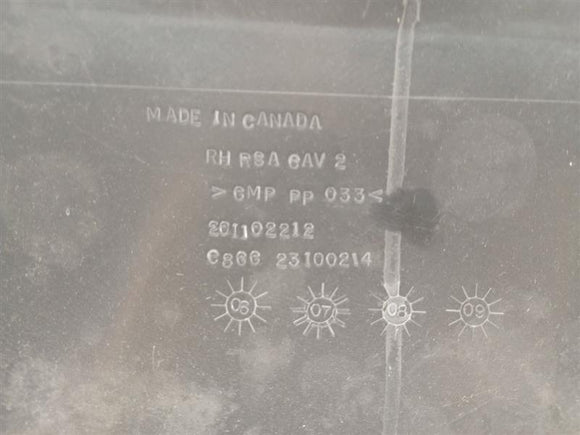 MADE IN CANADA
RH RSA CAV 2
>GMP PP 033<
201102212
C866 23100214
06 07 08 09